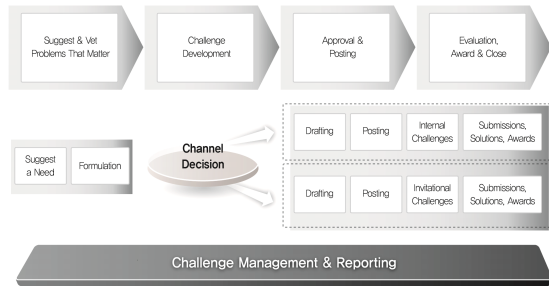 Suggest & Vet
Problems That Matter
Challenge
Development
Approval &
Posting
Evaluation,
Award & Close
Suggest
a Need
Formulation
Channel
Decision
Drafting
Posting
Internal
Challenges
Submissions,
Solutions, Awards
Drafting
Posting
Invitational
Challenges
Submissions,
Solutions, Awards
Challenge Management & Reporting